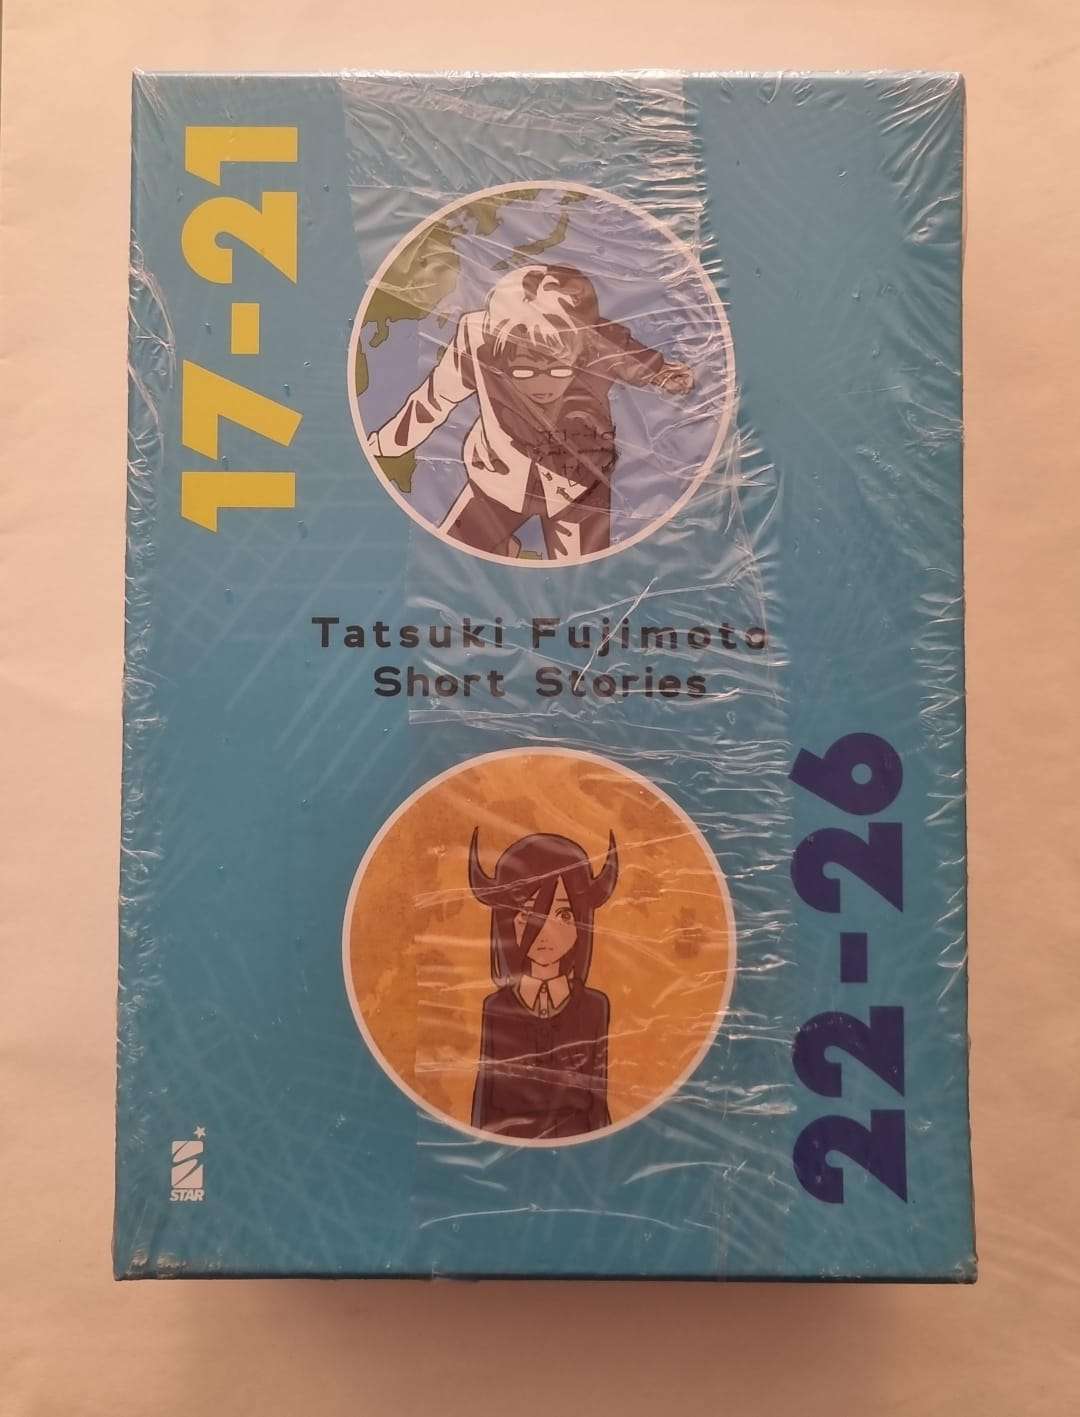 17-21
Tatsuki Fujimoto
Short Stories
22-26
STAR